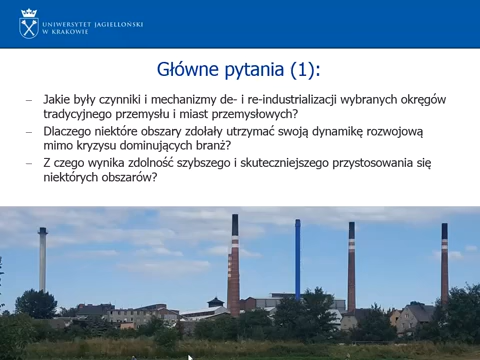 UNIWERSYTET JAGIELLOŃSKI
W KRAKOWIE
Główne pytania (1):
– Jakie były czynniki i mechanizmy de- i re-industrializacji wybranych okręgów
tradycyjnego przemysłu i miast przemysłowych?
– Dlaczego niektóre obszary zdołały utrzymać swoją dynamikę rozwojową
mimo kryzysu dominujących branż?
– Z czego wynika zdolność szybszego i skuteczniejszego przystosowania się
niektórych obszarów?